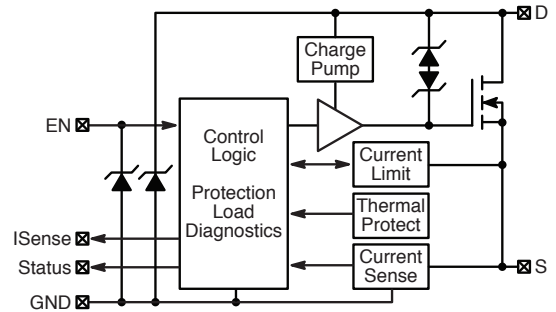 D
Charge
Pump
EN
Control
Logic
Protection
Load
Diagnostics
Current
Limit
Thermal
Protect
ISense
Status
Current
Sense
S
GND